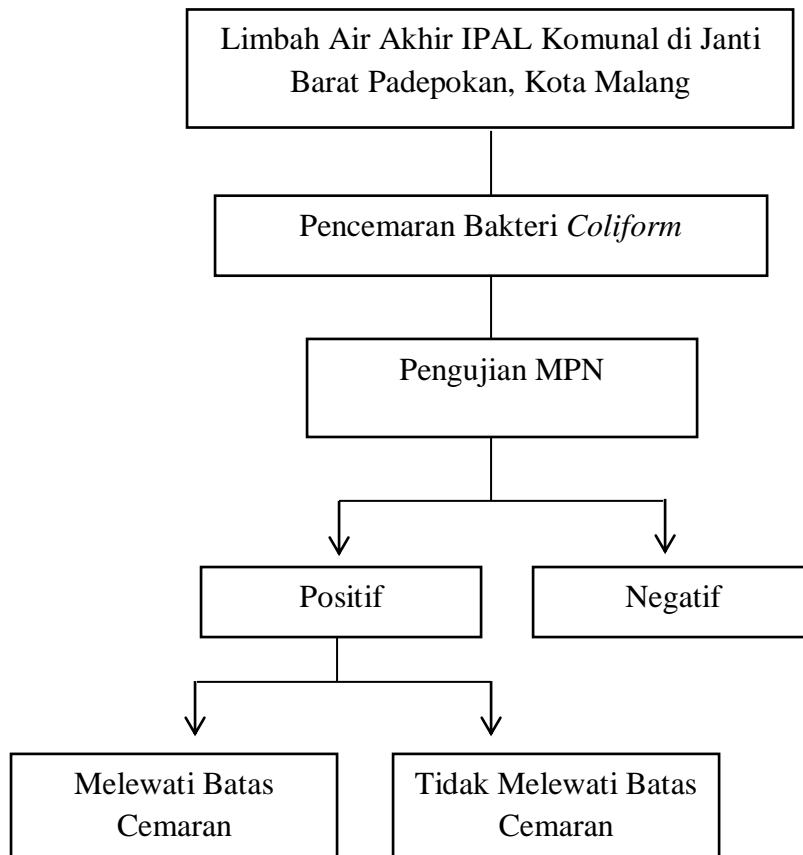 Limbah Air Akhir IPAL Komunal di Janti
Barat Padepokan, Kota Malang
Pencemaran Bakteri Coliform
Pengujian MPN
Positif
Negatif
Melewati Batas
Cemaran
Tidak Melewati Batas
Cemaran